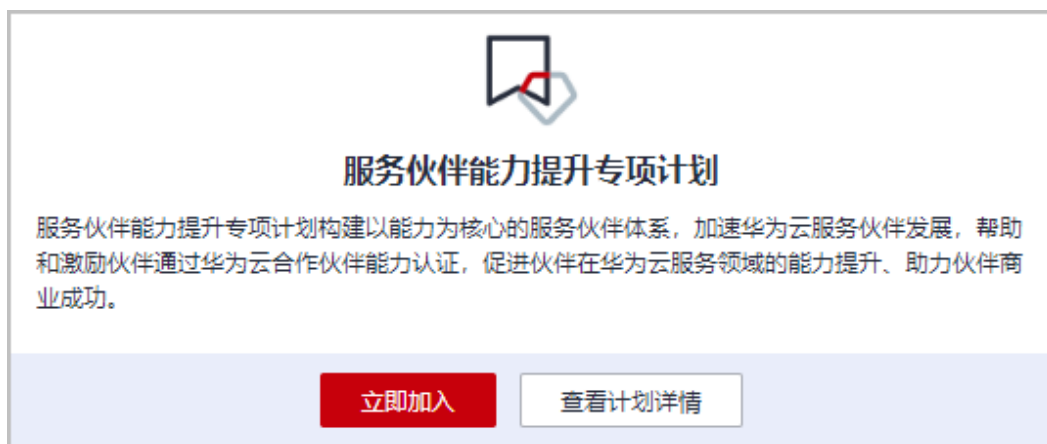 服务伙伴能力提升专项计划
服务伙伴能力提升专项计划构建以能力为核心的服务伙伴体系，加速华为云服务伙伴发展，帮助
和激励伙伴通过华为云合作伙伴能力认证，促进伙伴在华为云服务领域的能力提升、助力伙伴商
业成功。
立即加入
查看计划详情